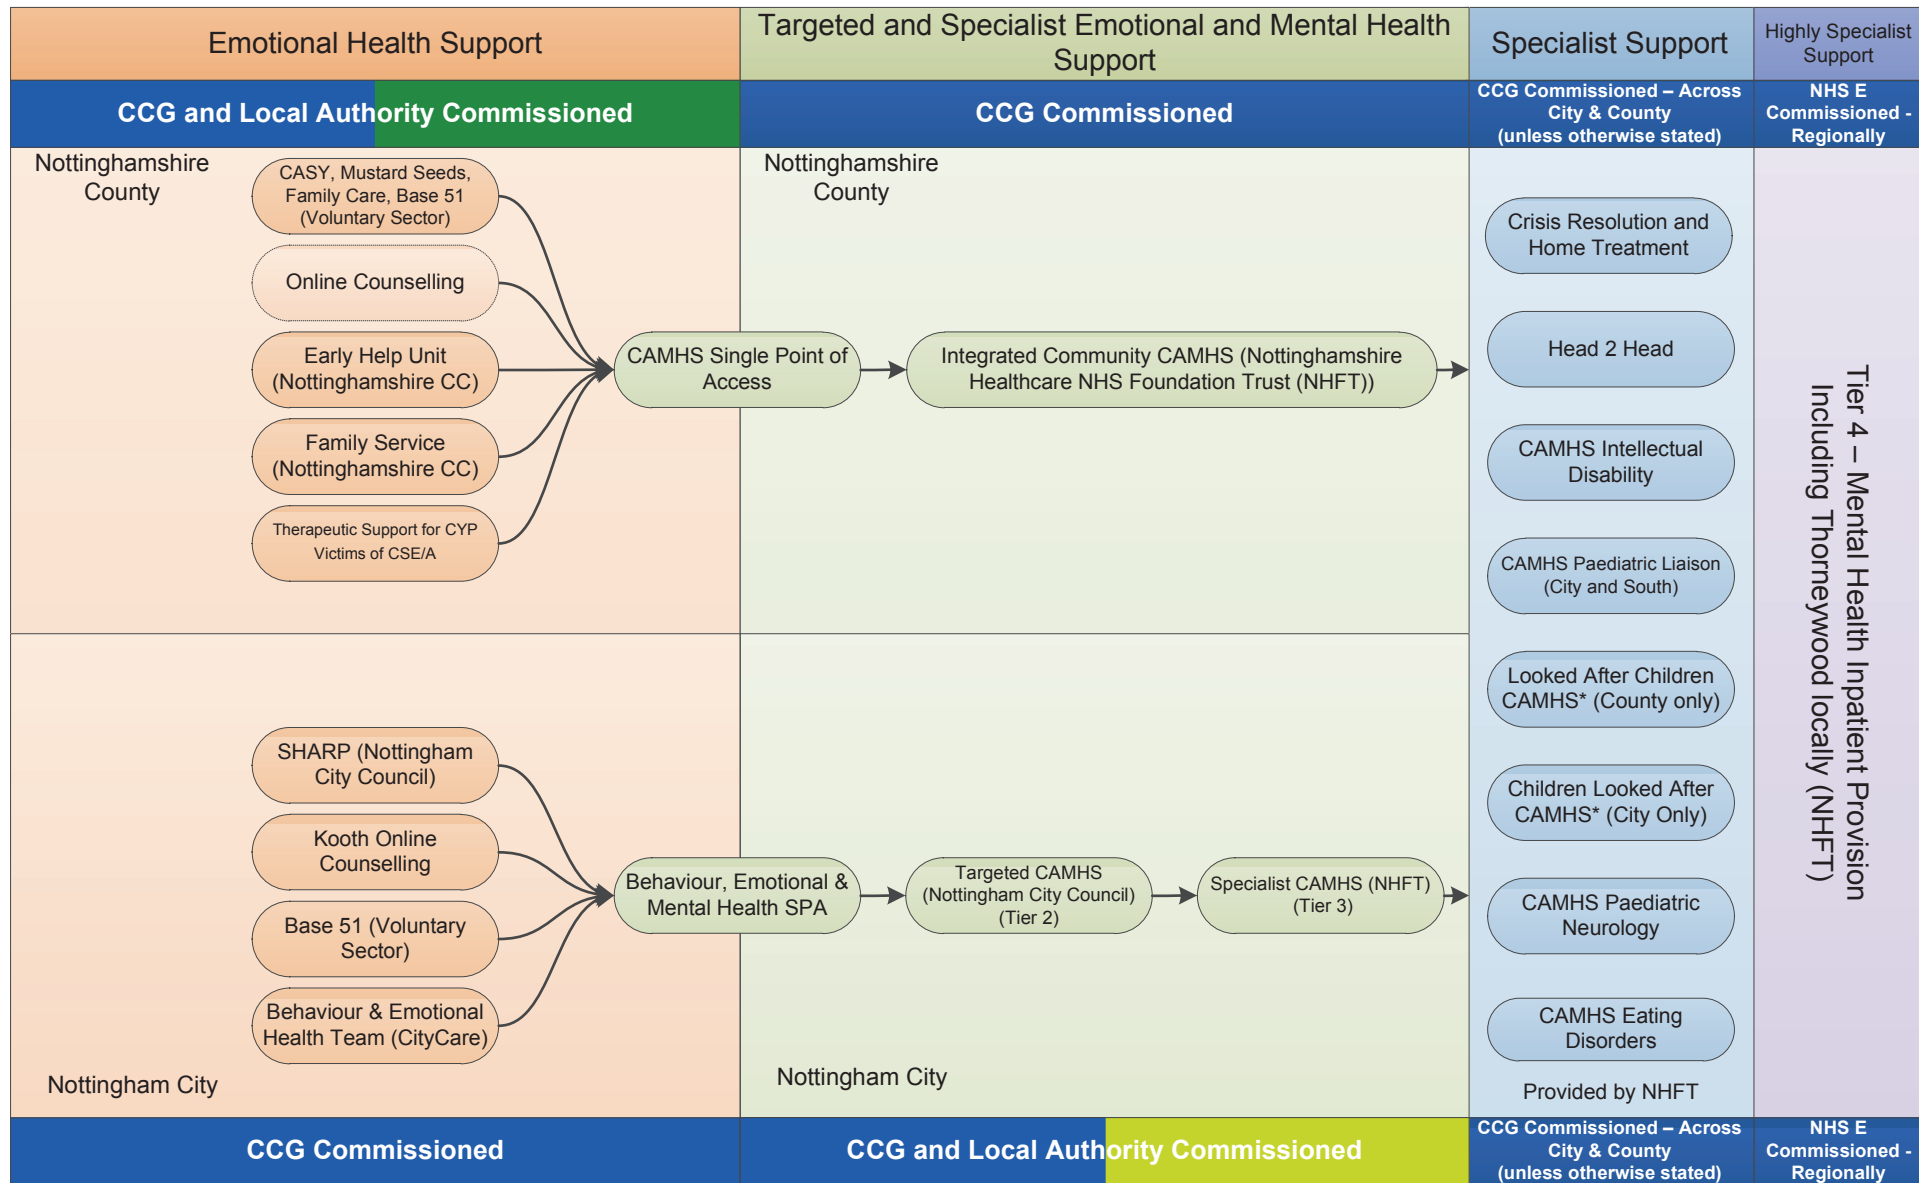 Emotional Health Support
Targeted and Specialist Emotional and Mental Health
Support
Specialist Support
Highly Specialist
Support
CCG and Local Authority Commissioned
CCG Commissioned
CCG Commissioned – Across
City & County
(unless otherwise stated)
NHS E
Commissioned -
Regionally
Nottinghamshire
County
CASY, Mustard Seeds,
Family Care, Base 51
(Voluntary Sector)
Online Counselling
Early Help Unit
(Nottinghamshire CC)
Family Service
(Nottinghamshire CC)
Therapeutic Support for CYP
Victims of CSE/A
CAMHS Single Point of
Access
Nottinghamshire
County
Integrated Community CAMHS (Nottinghamshire
Healthcare NHS Foundation Trust (NHFT))
SHARP (Nottingham
City Council)
Kooth Online
Counselling
Base 51 (Voluntary
Sector)
Behaviour & Emotional
Health Team (CityCare)
Nottingham City
Behaviour, Emotional &
Mental Health SPA
Targeted CAMHS
(Nottingham City Council)
(Tier 2)
Specialist CAMHS (NHFT)
(Tier 3)
Nottingham City
Crisis Resolution and
Home Treatment
Head 2 Head
CAMHS Intellectual
Disability
CAMHS Paediatric Liaison
(City and South)
Looked After Children
CAMHS* (County only)
Children Looked After
CAMHS* (City Only)
CAMHS Paediatric
Neurology
CAMHS Eating
Disorders
Provided by NHFT
Tier 4 – Mental Health Inpatient Provision
Including Thorneywood locally (NHFT)
CCG Commissioned
CCG and Local Authority Commissioned
CCG Commissioned – Across
City & County
(unless otherwise stated)
NHS E
Commissioned -
Regionally